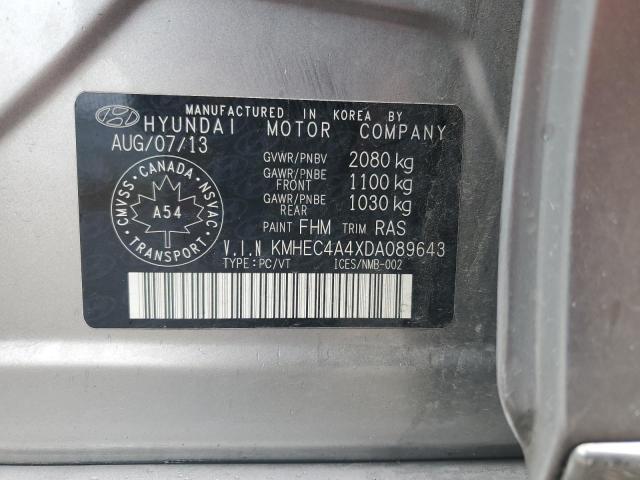 MANUFACTURED IN KOREA BY
HYUNDAI MOTOR COMPANY
AUG/07/13
GVWR/PNBV 2080 kg
GAWR/PNBE FRONT 1100 kg
GAWR/PNBE REAR 1030 kg
CMVSS · CANADA · NSVAC
A54
TRANSPORT
PAINT FHM TRIM RAS
V.I.N KMHEC4A4XDA089643
TYPE: PC/VT ICES/NMB-002